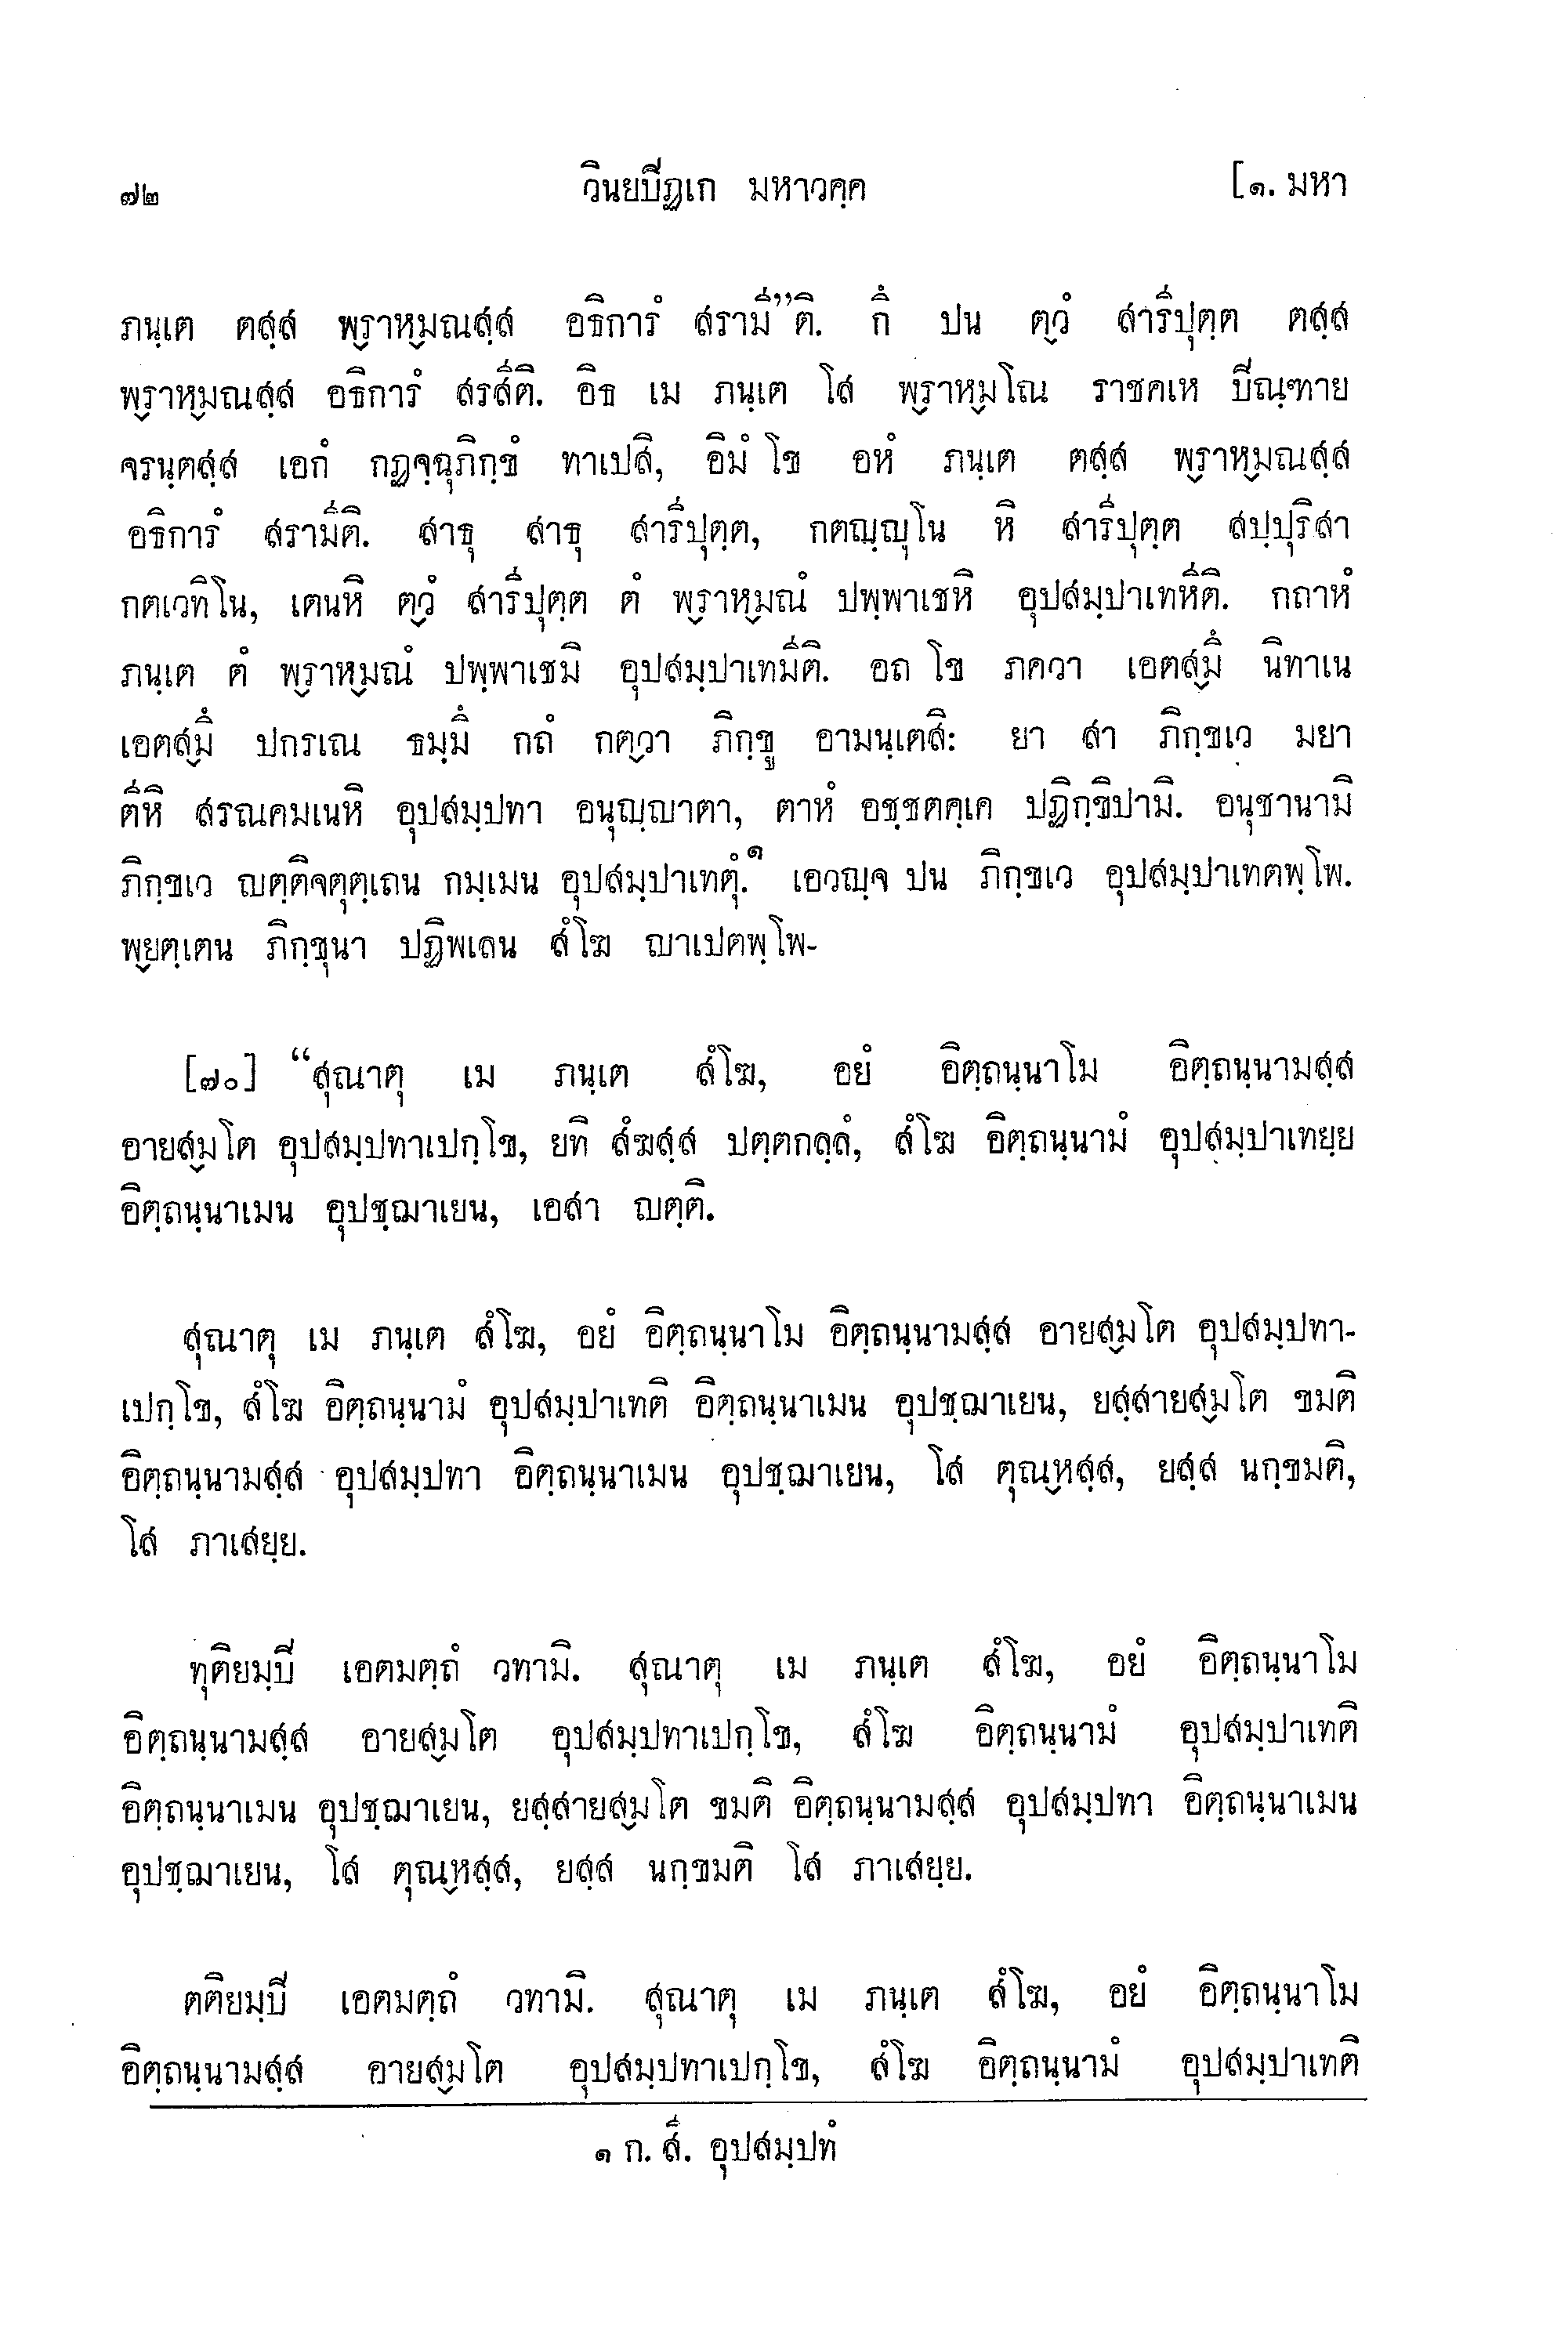 ๗๒ วินยปิฏเก มหาวคฺค [๑. มหา
ภนฺเต ตสฺส พฺราหฺมณสฺส อธิการํ สรามี”ติ. กึ ปน ตฺวํ สารีปุตฺต ตสฺส
พฺราหฺมณสฺส อธิการํ สรสีติ. อิธ เม ภนฺเต โส พฺราหฺมโณ ราชคเห ปิณฺฑาย
จรนฺตสฺส เอกํ กฏจฺฉุภิกฺขํ ทาเปสิ, อิมํ โข อหํ ภนฺเต ตสฺส พฺราหฺมณสฺส
อธิการํ สรามีติ. สาธุ สาธุ สารีปุตฺต, กตญฺญุโน หิ สารีปุตฺต สปฺปุริสา
กตเวทิโน, เตนหิ ตฺวํ สารีปุตฺต ตํ พฺราหฺมณํ ปพฺพาเชหิ อุปสมฺปาเทหีติ. กถาหํ
ภนฺเต ตํ พฺราหฺมณํ ปพฺพาเชมิ อุปสมฺปาเทมีติ. อถ โข ภควา เอตสฺมึ นิทาเน
เอตสฺมึ ปกรเณ ธมฺมึ กถํ กตฺวา ภิกฺขู อามนฺเตสิ: ยา สา ภิกฺขเว มยา
ตีหิ สรณคมเนหิ อุปสมฺปทา อนุญฺญาตา, ตาหํ อชฺชตคฺเค ปฏิกฺขิปามิ. อนุชานามิ
ภิกฺขเว ญตฺติจตุตฺเถน กมฺเมน อุปสมฺปาเทตุํ.๑ เอวญฺจ ปน ภิกฺขเว อุปสมฺปาเทตพฺโพ.
พฺยตฺเตน ภิกฺขุนา ปฏิพเลน สํโฆ ญาเปตพฺโพ-
[๗๐] “สุณาตุ เม ภนฺเต สํโฆ, อยํ อิตฺถนฺนาโม อิตฺถนฺนามสฺส
อายสฺมโต อุปสมฺปทาเปกฺโข, ยทิ สํฆสฺส ปตฺตกลฺลํ, สํโฆ อิตฺถนฺนามํ อุปสมฺปาเทยฺย
อิตฺถนฺนาเมน อุปชฺฌาเยน, เอสา ญตฺติ.
สุณาตุ เม ภนฺเต สํโฆ, อยํ อิตฺถนฺนาโม อิตฺถนฺนามสฺส อายสฺมโต อุปสมฺปทา-
เปกฺโข, สํโฆ อิตฺถนฺนามํ อุปสมฺปาเทติ อิตฺถนฺนาเมน อุปชฺฌาเยน, ยสฺสายสฺมโต ขมติ
อิตฺถนฺนามสฺส อุปสมฺปทา อิตฺถนฺนาเมน อุปชฺฌาเยน, โส ตุณฺหสฺส, ยสฺส นกฺขมติ,
โส ภาเสยฺย.
ทุติยมฺปิ เอตมตฺถํ วทามิ. สุณาตุ เม ภนฺเต สํโฆ, อยํ อิตฺถนฺนาโม
อิตฺถนฺนามสฺส อายสฺมโต อุปสมฺปทาเปกฺโข, สํโฆ อิตฺถนฺนามํ อุปสมฺปาเทติ
อิตฺถนฺนาเมน อุปชฺฌาเยน, ยสฺสายสฺมโต ขมติ อิตฺถนฺนามสฺส อุปสมฺปทา อิตฺถนฺนาเมน
อุปชฺฌาเยน, โส ตุณฺหสฺส, ยสฺส นกฺขมติ โส ภาเสยฺย.
ตติยมฺปิ เอตมตฺถํ วทามิ. สุณาตุ เม ภนฺเต สํโฆ, อยํ อิตฺถนฺนาโม
อิตฺถนฺนามสฺส อายสฺมโต อุปสมฺปทาเปกฺโข, สํโฆ อิตฺถนฺนามํ อุปสมฺปาเทติ
๑ ก. สี. อุปสมฺปทํ